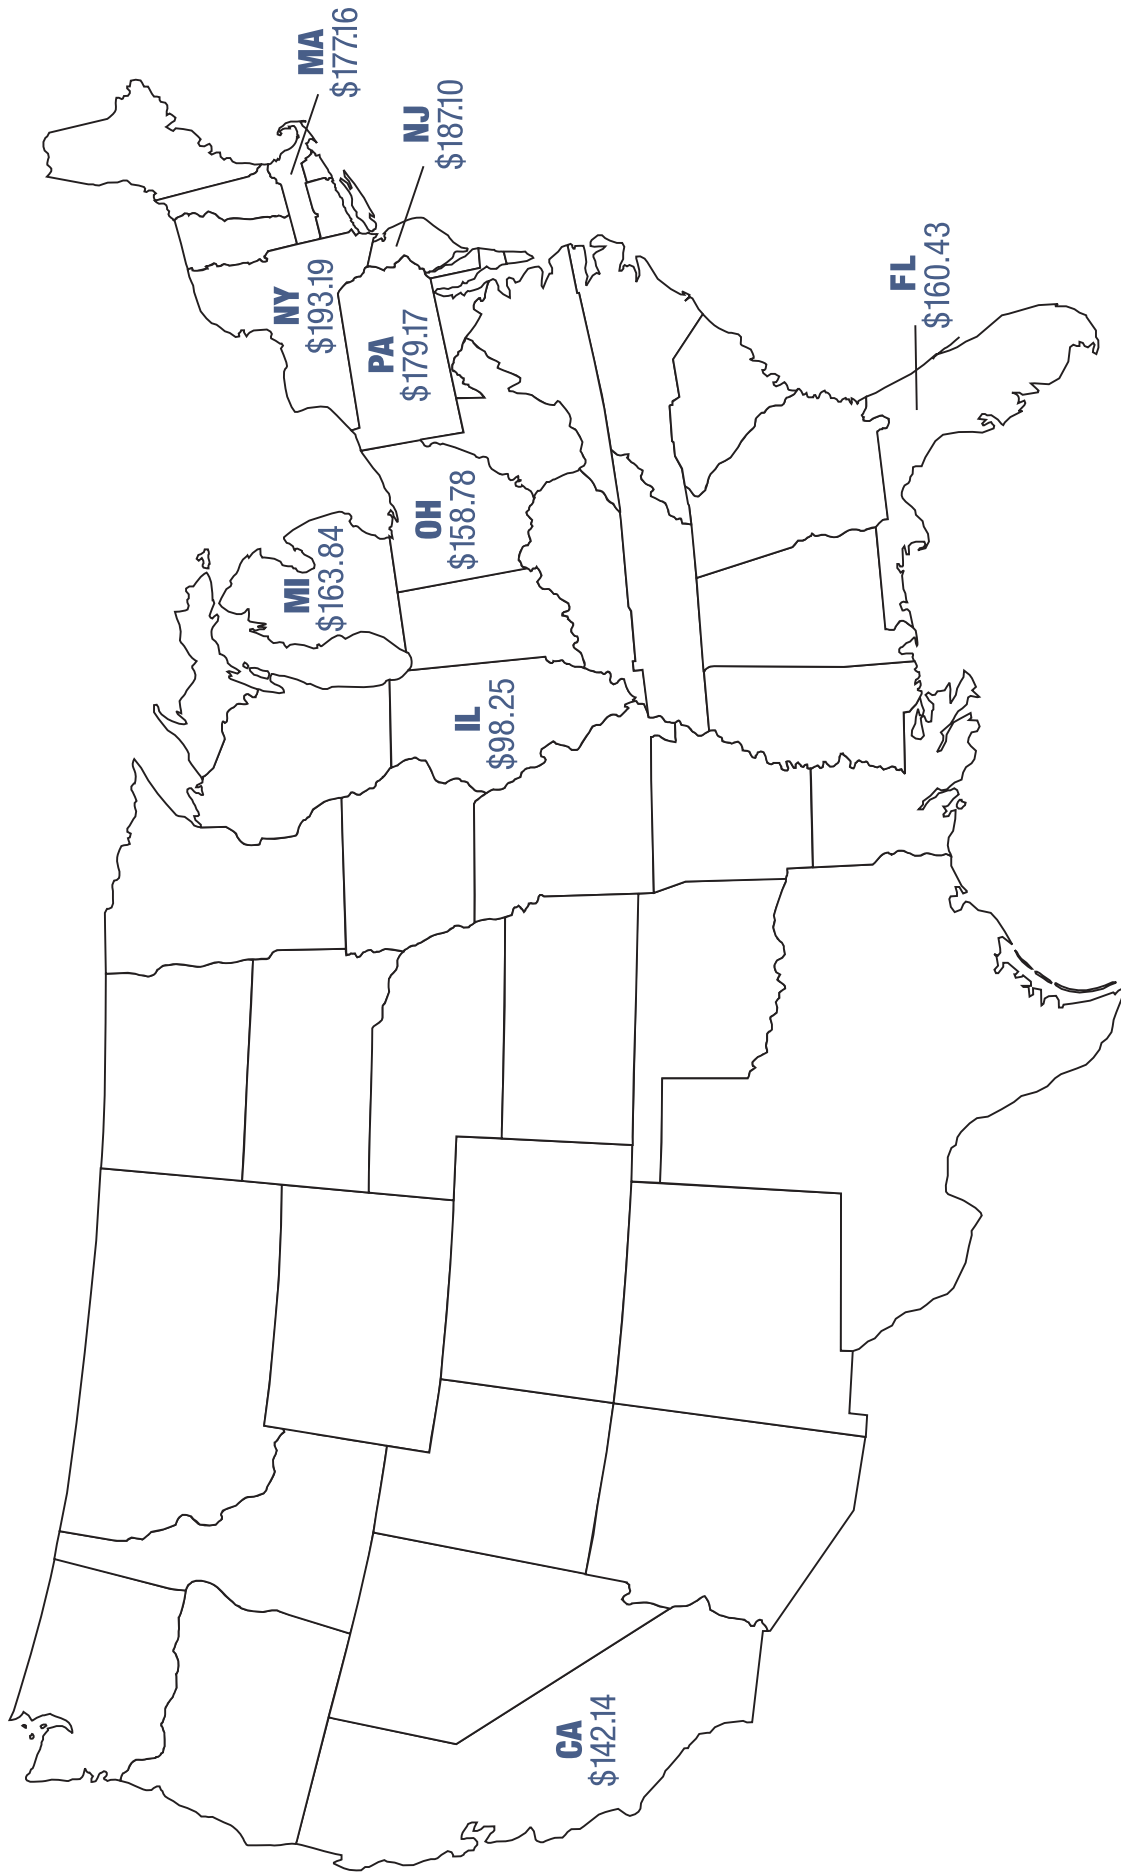 MA
$177.16
NJ
$187.10
NY
$193.19
PA
$179.17
FL
$160.43
OH
$158.78
MI
$163.84
IL
$98.25
CA
$142.14